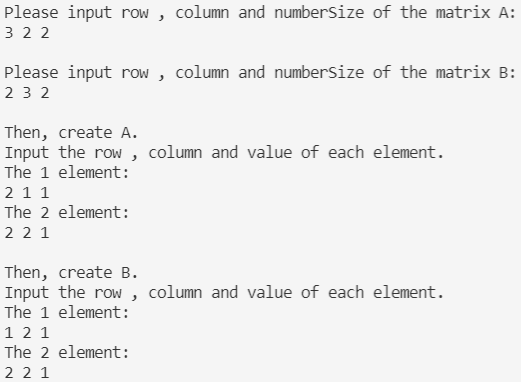 Please input row , column and numberSize of the matrix A:
3 2 2
Please input row , column and numberSize of the matrix B:
2 3 2
Then, create A.
Input the row , column and value of each element.
The 1 element:
2 1 1
The 2 element:
2 2 1
Then, create B.
Input the row , column and value of each element.
The 1 element:
1 2 1
The 2 element:
2 2 1